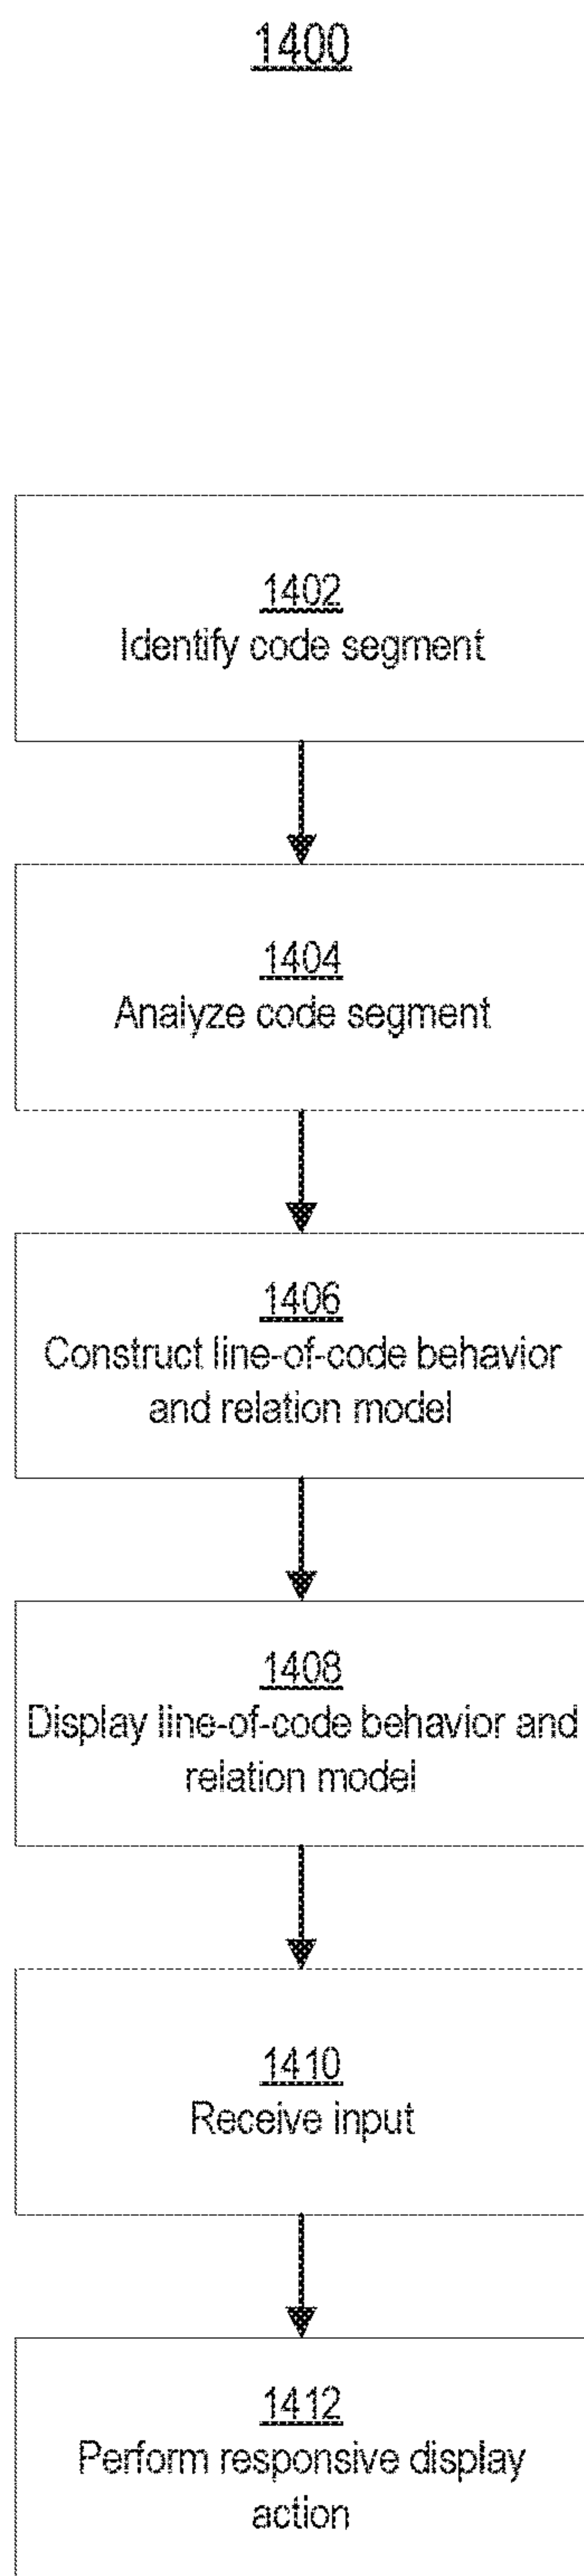 1400
1402
Identify code segment
1404
Analyze code segment
1406
Construct line-of-code behavior
and relation model
1408
Display line-of-code behavior and
relation model
1410
Receive input
1412
Perform responsive display
action